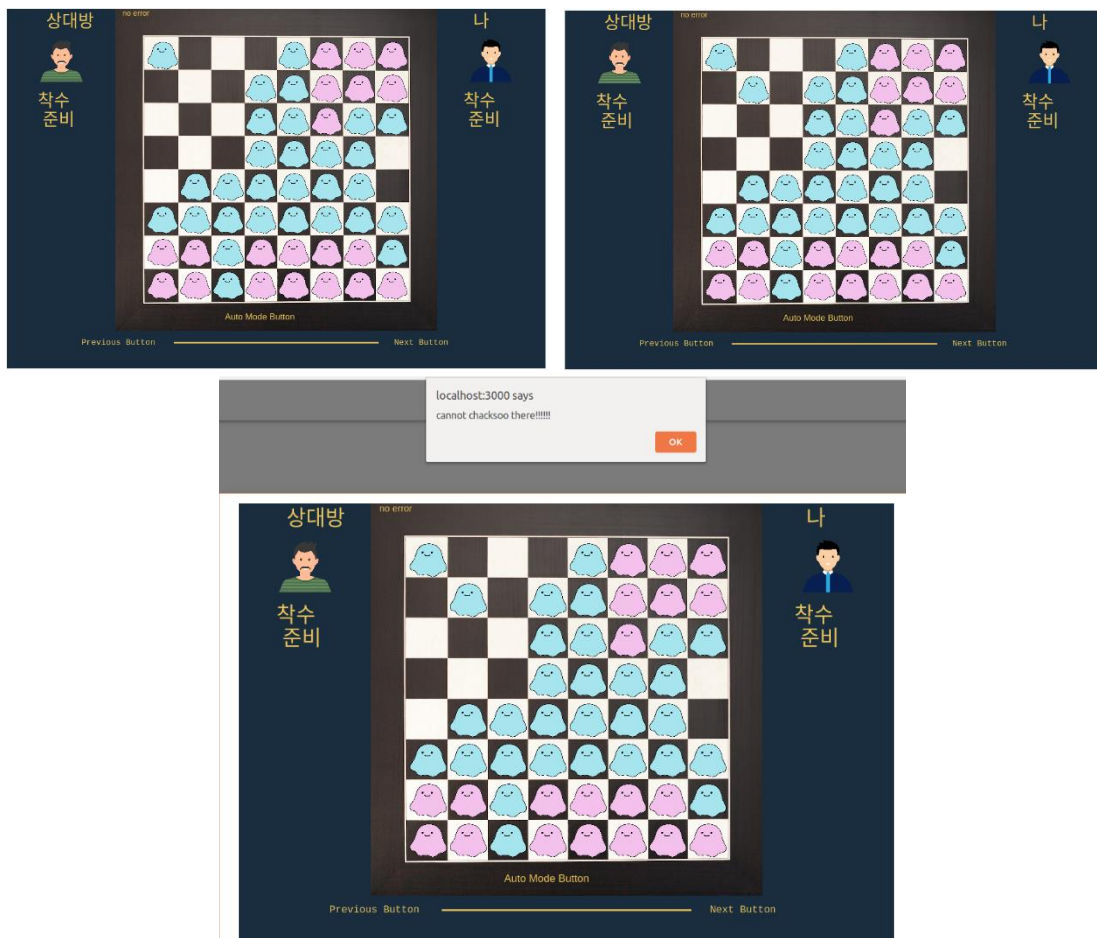 상대방
no error
나
착수
준비
착수
준비
Auto Mode Button
Previous Button
Next Button
상대방
no error
나
착수
준비
착수
준비
Auto Mode Button
Previous Button
Next Button
localhost:3000 says
cannot chacksoo there!!!!!!
OK
상대방
no error
나
착수
준비
착수
준비
Auto Mode Button
Previous Button
Next Button